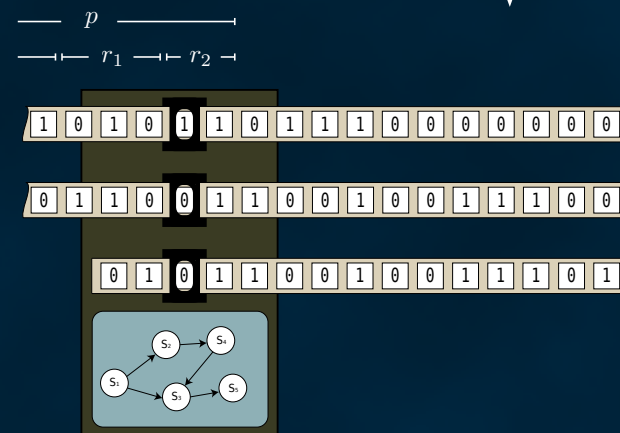 p
r₁ r₂
1 0 1 0 1 1 0 1 1 1 0 0 0 0 0 0 0
0 1 1 0 0 1 1 0 0 1 0 0 1 1 1 0 0
0 1 0 1 1 0 0 1 0 0 1 1 1 0 1
S₂ S₄
S₁ S₃ S₅